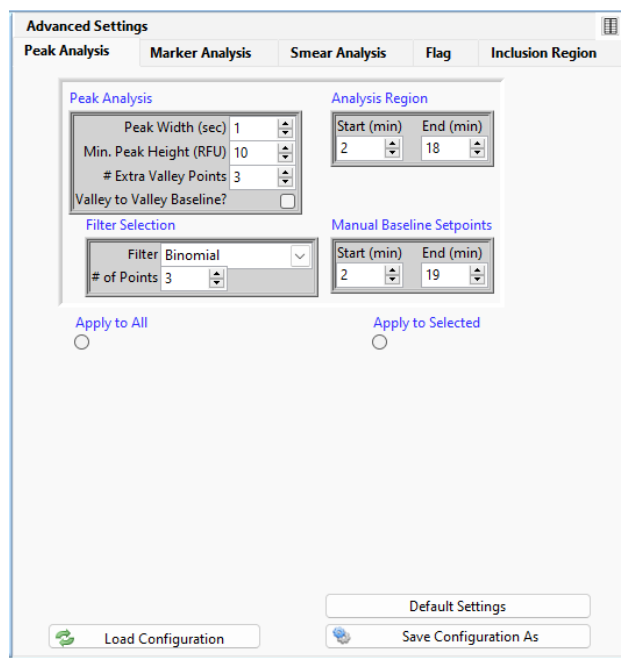 Advanced Settings
Peak Analysis Marker Analysis Smear Analysis Flag Inclusion Region
Peak Analysis
Peak Width (sec) 1
Min. Peak Height (RFU) 10
# Extra Valley Points 3
Valley to Valley Baseline?
Analysis Region
Start (min) End (min)
2 18
Filter Selection
Filter Binomial
# of Points 3
Manual Baseline Setpoints
Start (min) End (min)
2 19
Apply to All Apply to Selected
Default Settings
Load Configuration Save Configuration As